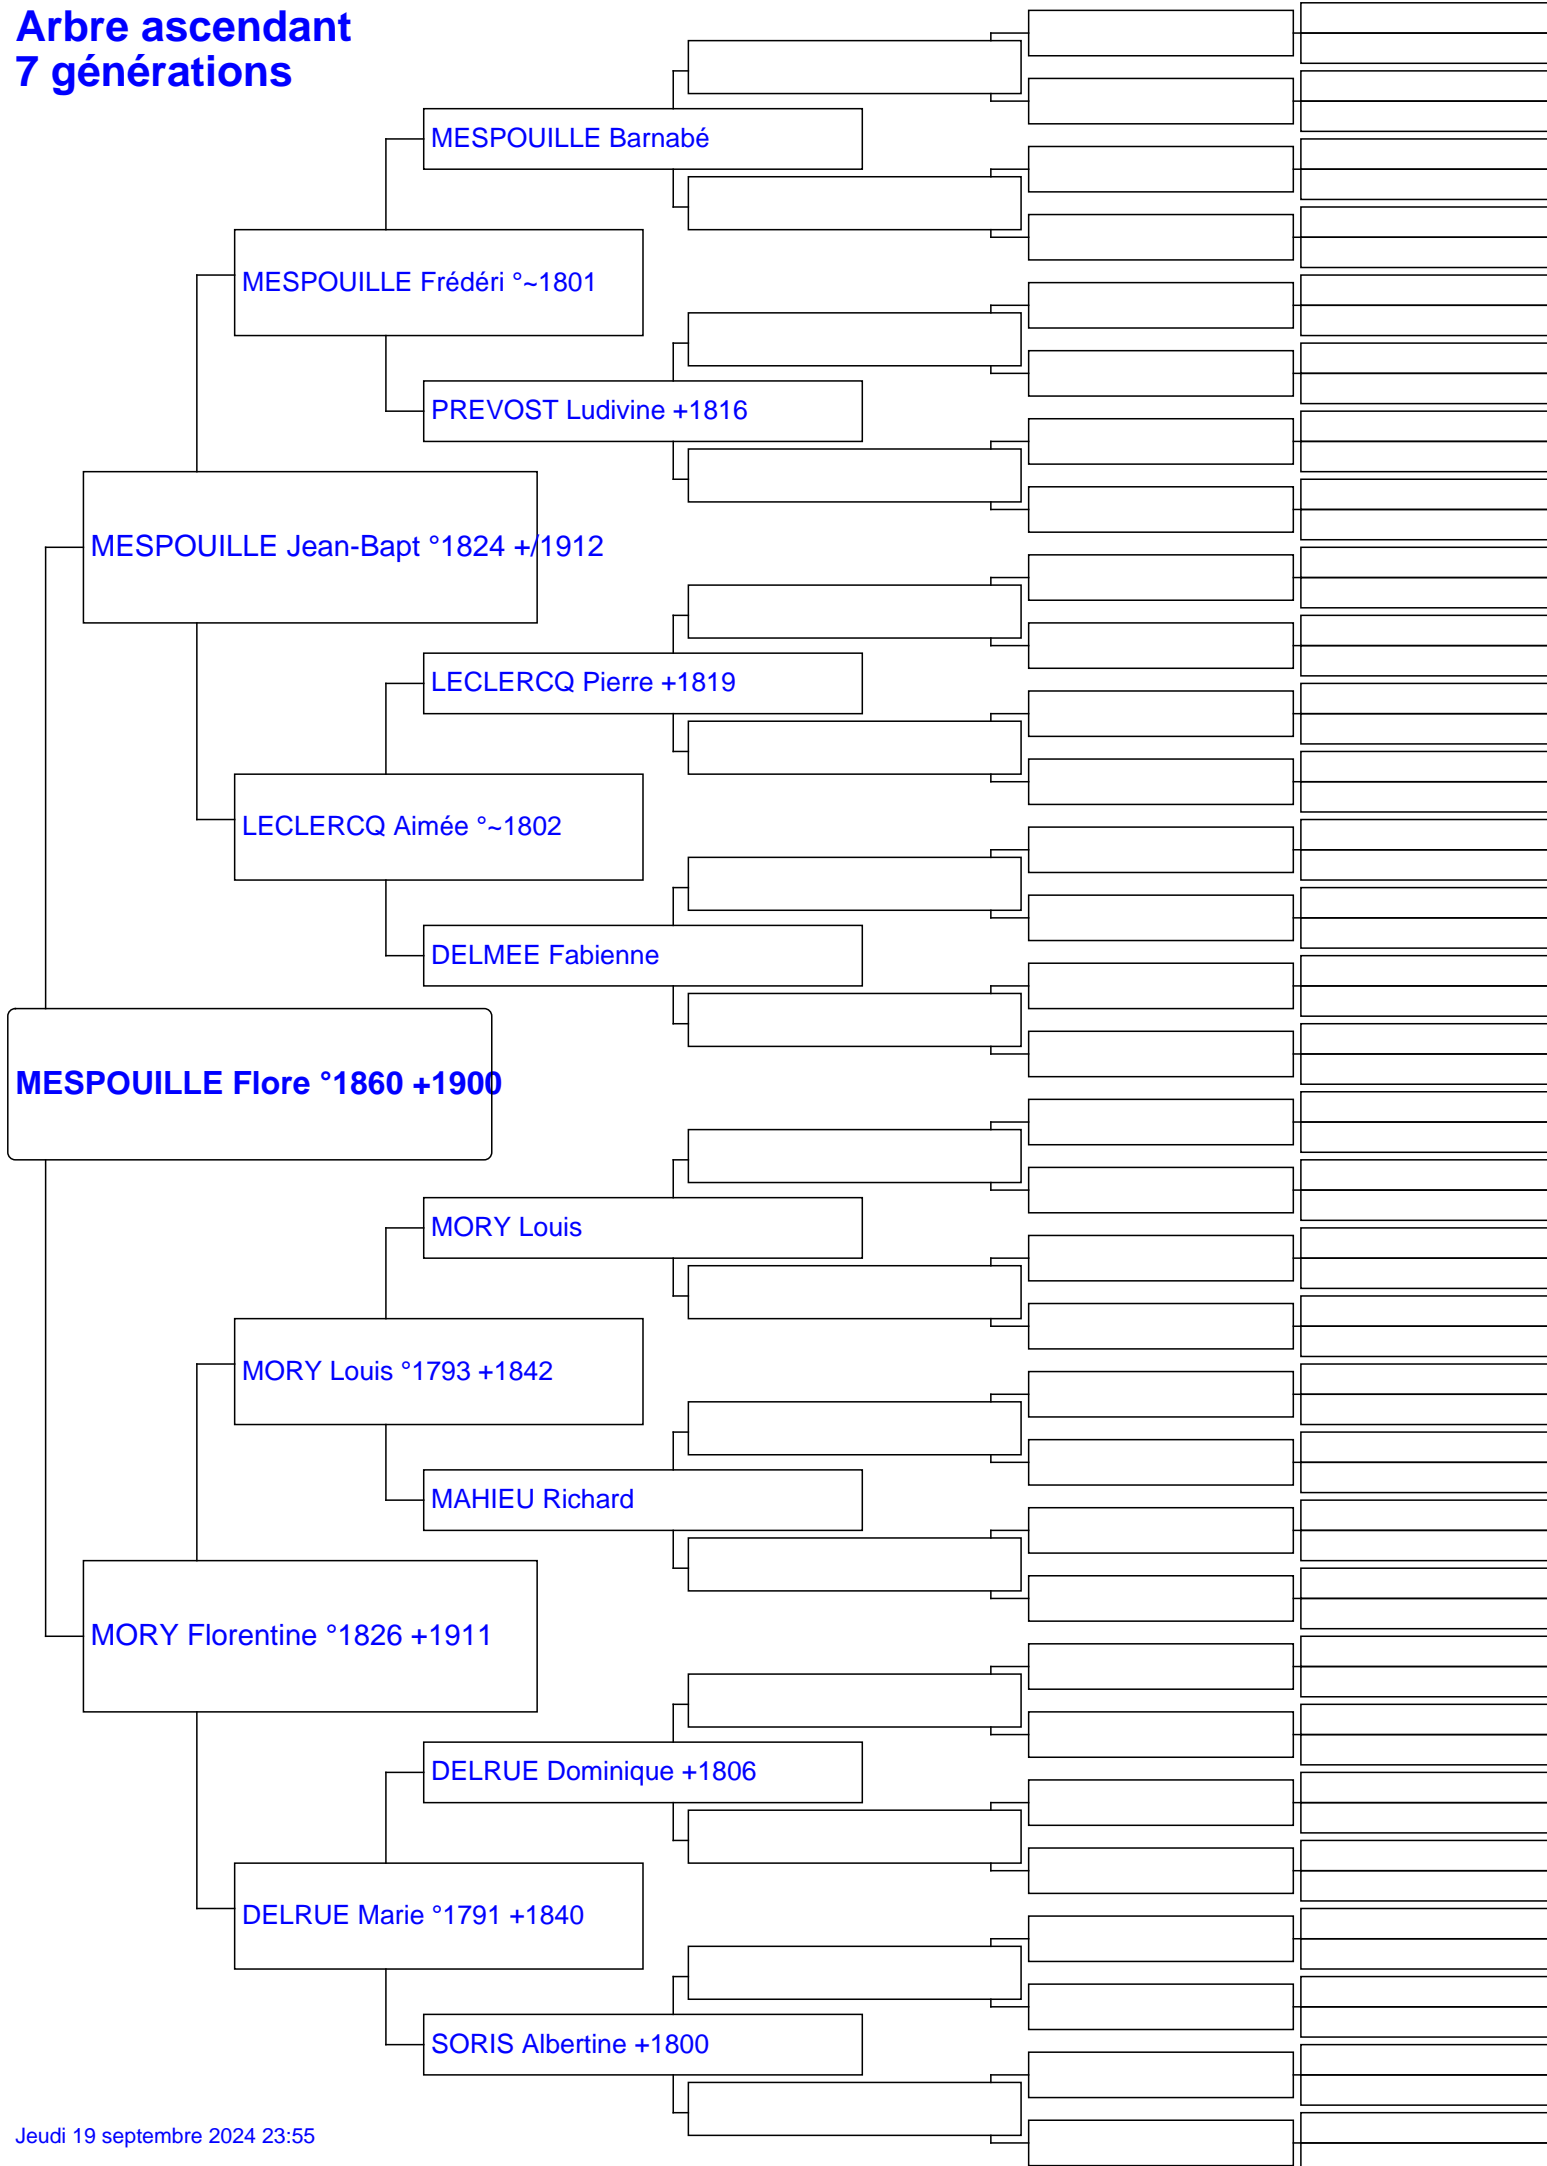 Arbre ascendant
7 générations
MESPOUILLE Barnabé
MESPOUILLE Frédéri °~1801
PREVOST Ludivine +1816
MESPOUILLE Jean-Bapt °1824 +/1912
LECLERCQ Pierre +1819
LECLERCQ Aimée °~1802
DELMEE Fabienne
MESPOUILLE Flore °1860 +1900
MORY Louis
MORY Louis °1793 +1842
MAHIEU Richard
MORY Florentine °1826 +1911
DELRUE Dominique +1806
DELRUE Marie °1791 +1840
SORIS Albertine +1800
Jeudi 19 septembre 2024 23:55